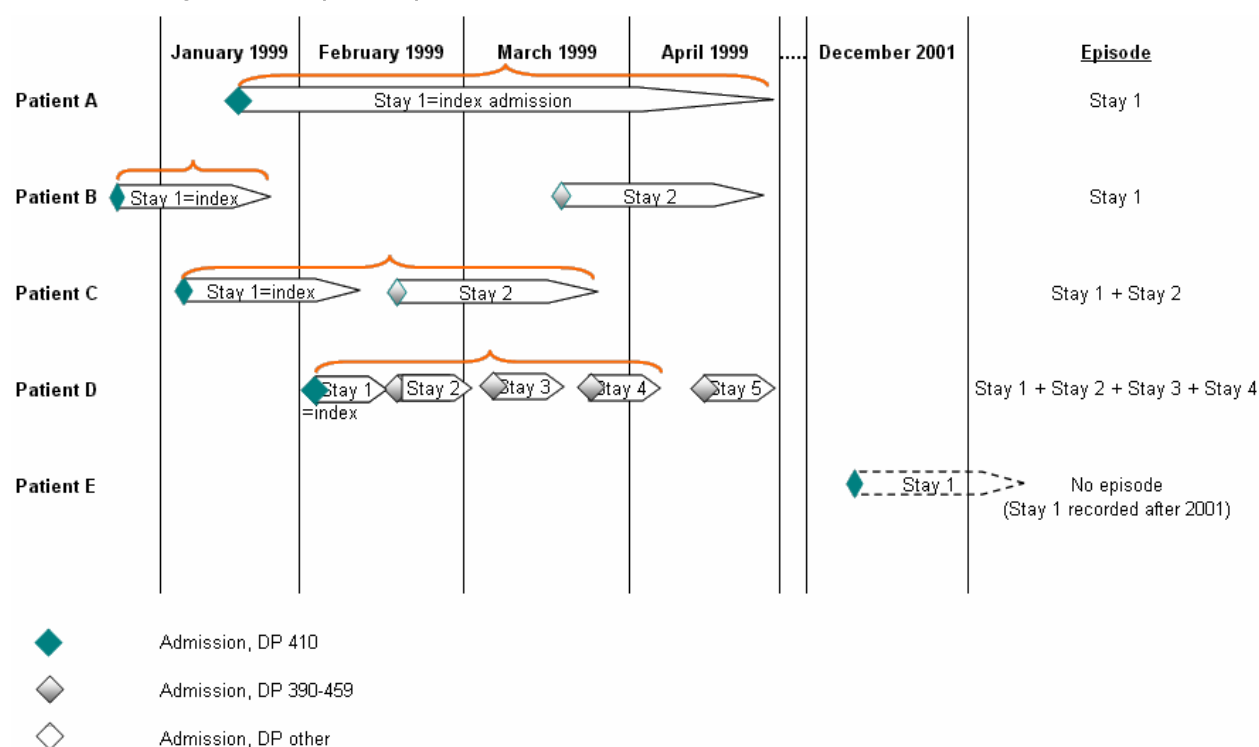 January 1999 February 1999 March 1999 April 1999 ..... December 2001 Episode
Patient A Stay 1=index admission Stay 1
Patient B Stay 1=index Stay 2 Stay 1
Patient C Stay 1=index Stay 2 Stay 1 + Stay 2
Patient D Stay 1 Stay 2 Stay 3 Stay 4 Stay 5 Stay 1 + Stay 2 + Stay 3 + Stay 4
=index
Patient E Stay 1 No episode
(Stay 1 recorded after 2001)
Admission, DP 410
Admission, DP 390-459
Admission, DP other